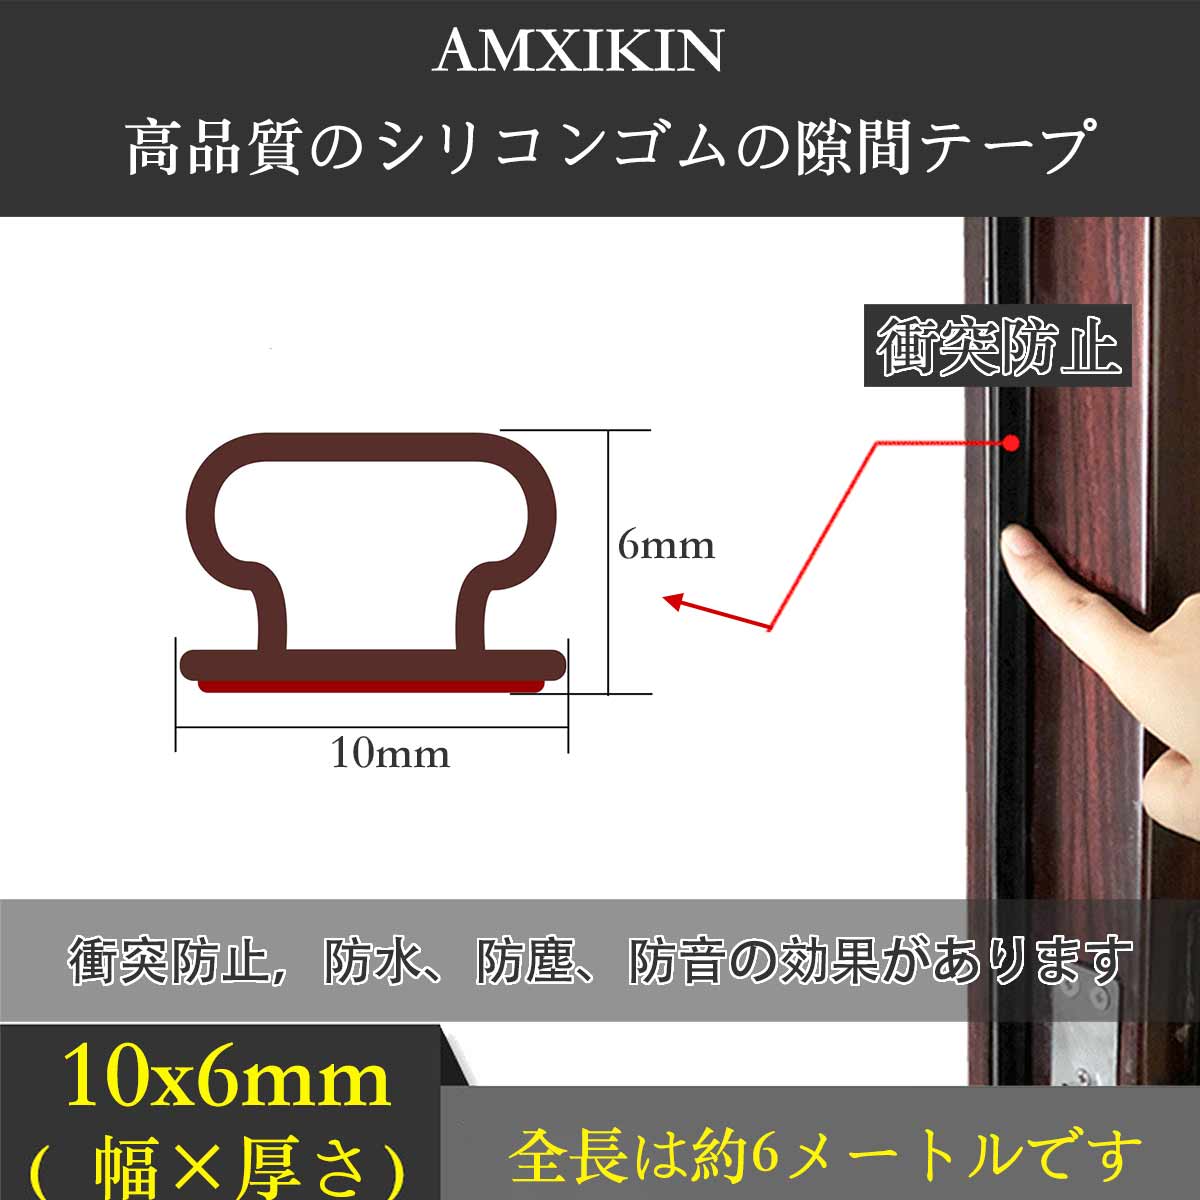 AMXIKIN
高品質のシリコンゴムの隙間テープ
衝突防止
6mm
10mm
衝突防止,防水、防塵、防音の効果があります
10x6mm
(幅×厚さ)
全長は約6メートルです